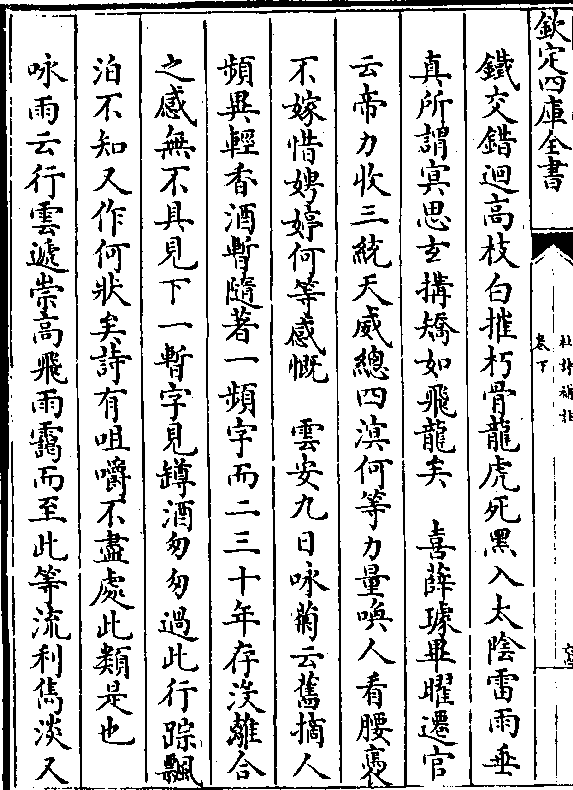 欽定四庫全書
杜詩攟
卷下
鐵交錯迴高枝白摧朽骨龍虎死黑入太陰雷雨垂
真所謂㝠思玄搆矯如飛龍矣　喜薛璩畢曜遷官
云帝力收三統天威總四溟何等力量喚人看腰褭
不嫁惜娉婷何等感慨　雲安九日咏菊云舊摘人
頻異輕香酒暫隨著一頻字而二三十年存沒離合
之感無不具見下一暫字見罇酒匆匆過此行踪飄
泊不知又作何狀矣詩有咀嚼不盡處此類是也
咏雨云行雲遞崇高飛雨靄而至此等流利雋淡又